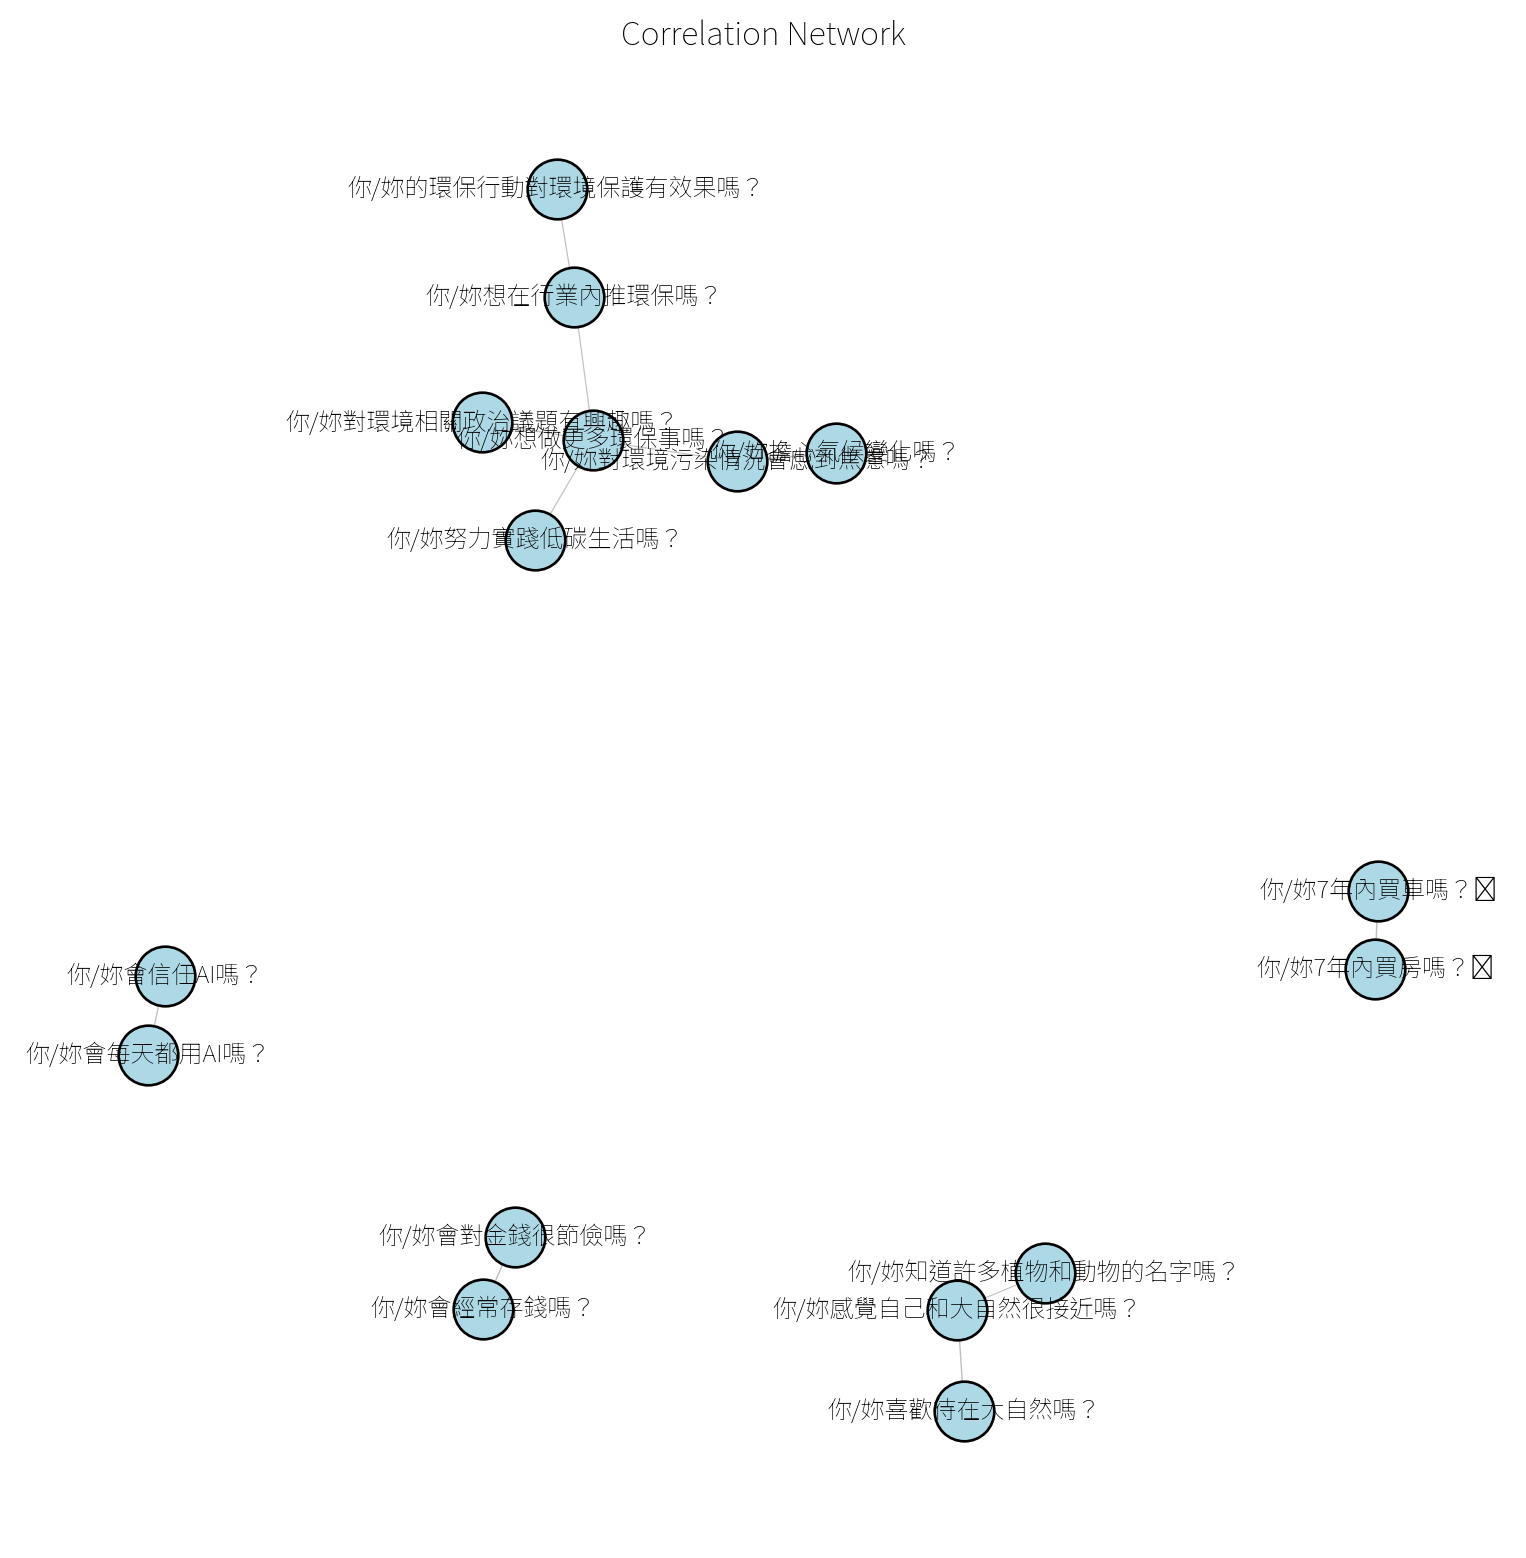 Correlation Network
你/妳的環保行動對環境保護有效果嗎？
你/妳想在行業內推環保嗎？
你/妳對環境相關政治議題有興趣嗎？
你/妳想做更多環保事嗎？
你/妳擔心氣候變化嗎？
你/妳對環境污染情況會感到焦慮嗎？
你/妳努力實踐低碳生活嗎？
你/妳7年內買車嗎？
你/妳7年內買房嗎？
你/妳會信任AI嗎？
你/妳會每天都用AI嗎？
你/妳會對金錢很節儉嗎？
你/妳會經常存錢嗎？
你/妳知道許多植物和動物的名字嗎？
你/妳感覺自己和大自然很接近嗎？
你/妳喜歡待在大自然嗎？